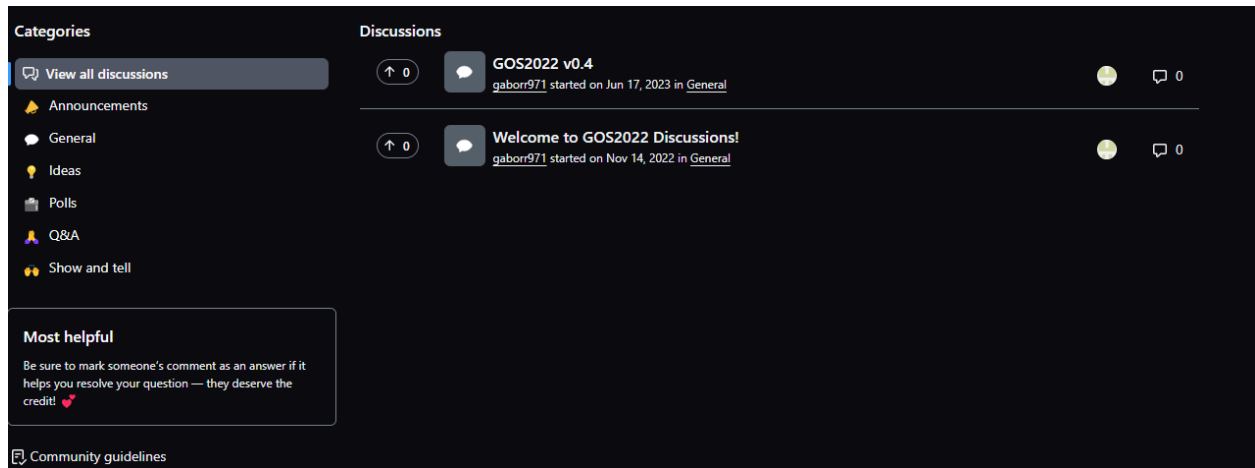 Categories
View all discussions
Announcements
General
Ideas
Polls
Q&A
Show and tell
Most helpful
Be sure to mark someone's comment as an answer if it
helps you resolve your question — they deserve the
credit! 💕
Community guidelines
Discussions
0
GOS2022 v0.4
gaborr971 started on Jun 17, 2023 in General
0
0
Welcome to GOS2022 Discussions!
gaborr971 started on Nov 14, 2022 in General
0